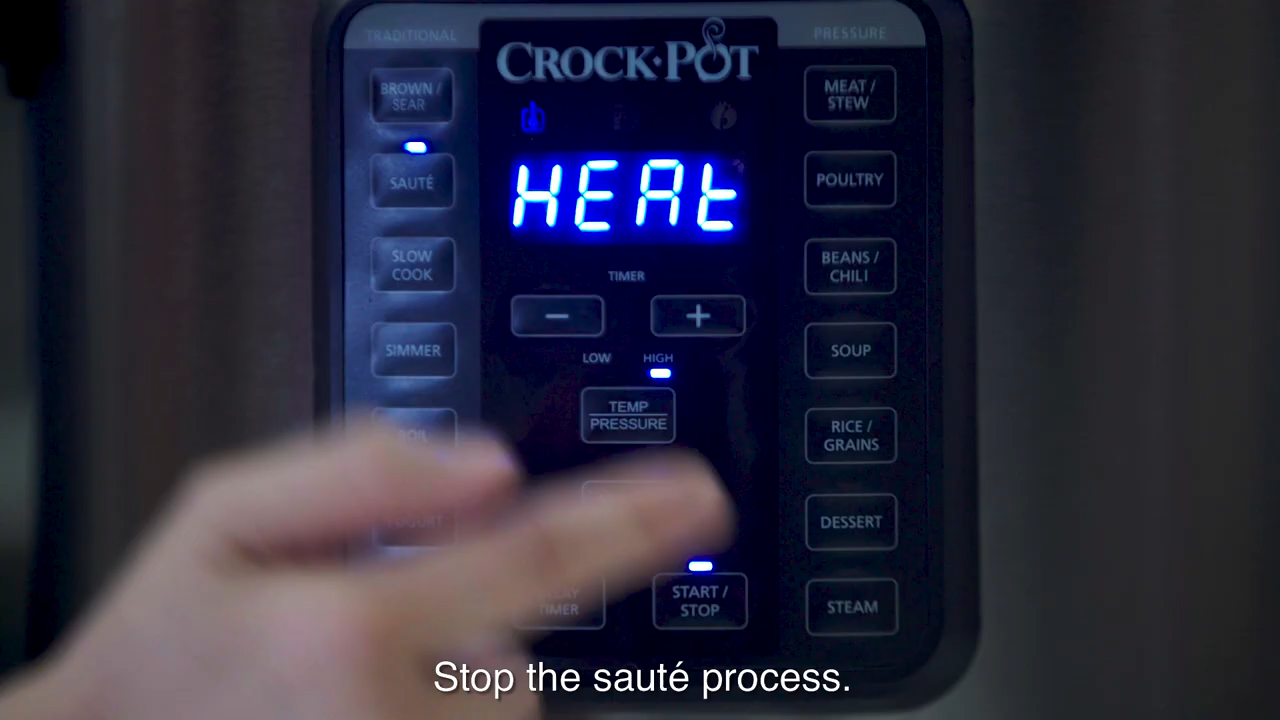 TRADITIONAL
PRESSURE
CROCK·POT
BROWN /
SEAR
SAUTÉ
SLOW
COOK
SIMMER
HEAt
TIMER
−
+
LOW
HIGH
TEMP
PRESSURE
TIMER
START /
STOP
MEAT /
STEW
POULTRY
BEANS /
CHILI
SOUP
RICE /
GRAINS
DESSERT
STEAM
Stop the sauté process.